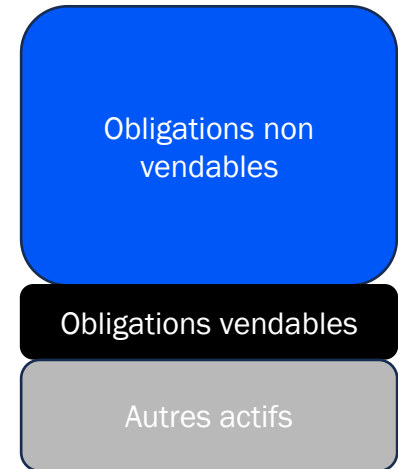 Obligations non
vendables
Obligations vendables
Autres actifs